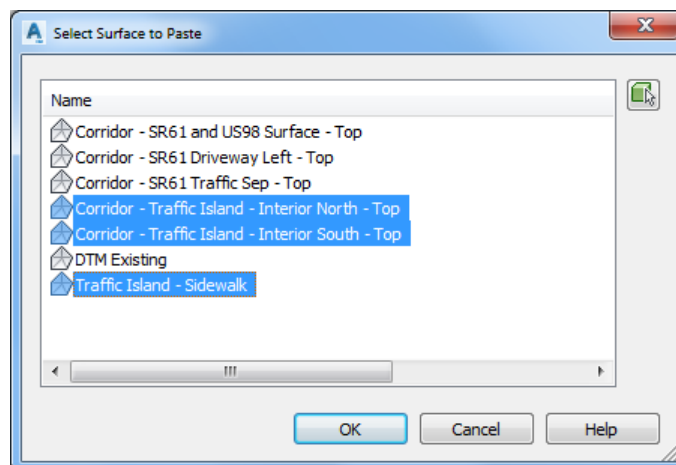 Select Surface to Paste
Name
Corridor - SR61 and US98 Surface - Top
Corridor - SR61 Driveway Left - Top
Corridor - SR61 Traffic Sep - Top
Corridor - Traffic Island - Interior North - Top
Corridor - Traffic Island - Interior South - Top
DTM Existing
Traffic Island - Sidewalk
OK Cancel Help